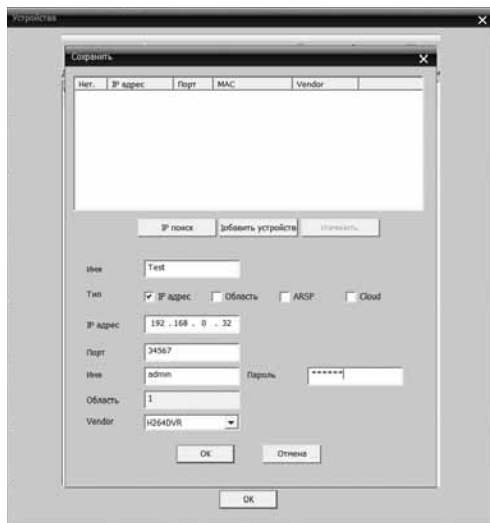 Устройства
Сохранить
Нет. IP адрес Порт MAC Vendor
IP поиск Добавить устройств Изменить
Имя Test
Тип IP адрес Область ARSP Cloud
IP адрес 192 . 168 . 0 . 32
Порт 34567
Имя admin Пароль ******
Область 1
Vendor H264DVR
OK Отмена
OK